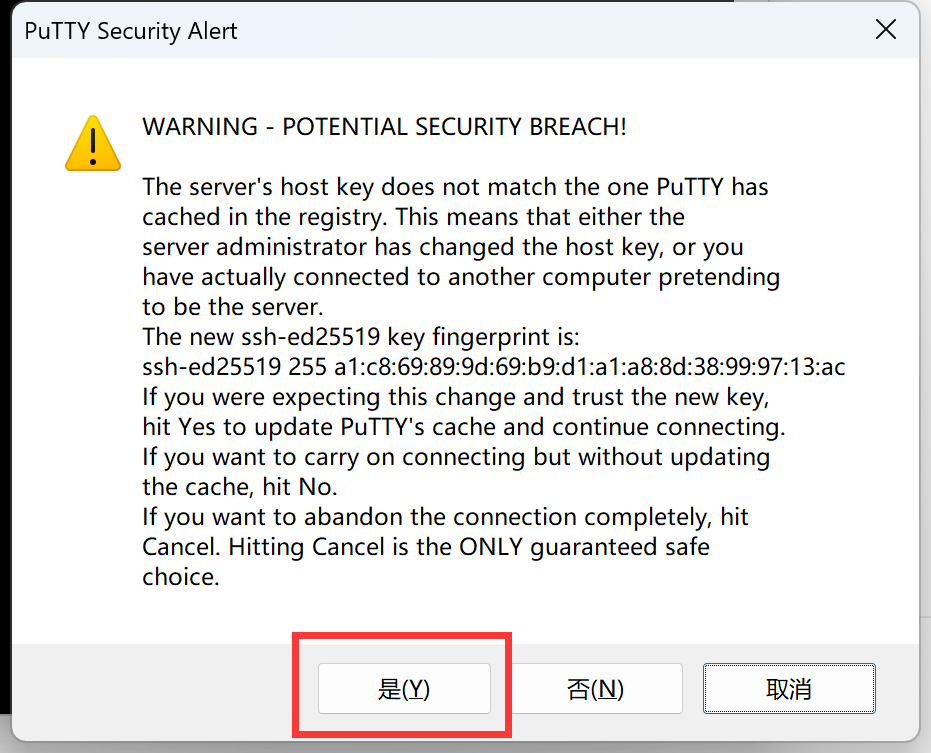 PuTTY Security Alert
WARNING - POTENTIAL SECURITY BREACH!
The server's host key does not match the one PuTTY has
cached in the registry. This means that either the
server administrator has changed the host key, or you
have actually connected to another computer pretending
to be the server.
The new ssh-ed25519 key fingerprint is:
ssh-ed25519 255 a1:c8:69:89:9d:69:b9:d1:a1:a8:8d:38:99:97:13:ac
If you were expecting this change and trust the new key,
hit Yes to update PuTTY's cache and continue connecting.
If you want to carry on connecting but without updating
the cache, hit No.
If you want to abandon the connection completely, hit
Cancel. Hitting Cancel is the ONLY guaranteed safe
choice.
是(Y) 否(N) 取消